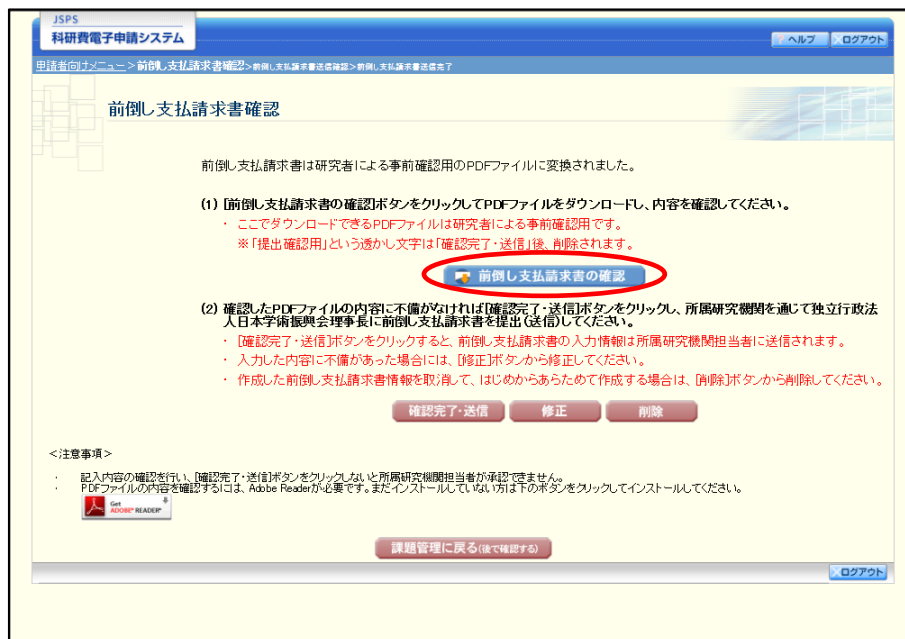 JSPS
科研費電子申請システム
ヘルプ
ログアウト
申請者向けメニュー>前倒し支払請求書確認>前倒し支払請求書送信確認>前倒し支払請求書送信完了
前倒し支払請求書確認
前倒し支払請求書は研究者による事前確認用のPDFファイルに変換されました。
(1) [前倒し支払請求書の確認]ボタンをクリックしてPDFファイルをダウンロードし、内容を確認してください。
・ ここでダウンロードできるPDFファイルは研究者による事前確認用です。
※「提出確認用」という透かし文字は「確認完了・送信」後、削除されます。
前倒し支払請求書の確認
(2) 確認したPDFファイルの内容に不備がなければ[確認完了・送信]ボタンをクリックし、所属研究機関を通じて独立行政法
人日本学術振興会理事長に前倒し支払請求書を提出(送信)してください。
・ [確認完了・送信]ボタンをクリックすると、前倒し支払請求書の入力情報は所属研究機関担当者に送信されます。
・ 入力した内容に不備があった場合には、[修正]ボタンから修正してください。
・ 作成した前倒し支払請求書情報を取消して、はじめからあらためて作成する場合は、[削除]ボタンから削除してください。
確認完了・送信
修正
削除
<注意事項>
・ 記入内容の確認を行い、[確認完了・送信]ボタンをクリックしないと所属研究機関担当者が承認できません。
・ PDFファイルの内容を確認するには、Adobe Readerが必要です。まだインストールしていない方は下のボタンをクリックしてインストールしてください。
Get
ADOBE® READER®
課題管理に戻る(後で確認する)
ログアウト